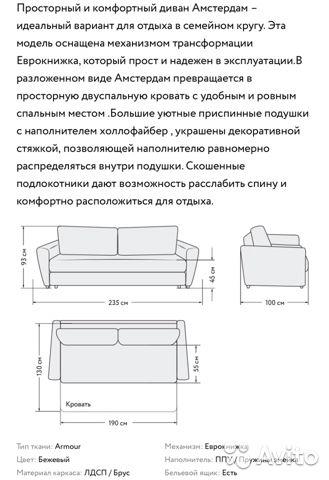 Просторный и комфортный диван Амстердам –
идеальный вариант для отдыха в семейном кругу. Эта
модель оснащена механизмом трансформации
Еврокнижка, который прост и надежен в эксплуатации.В
разложенном виде Амстердам превращается в
просторную двуспальную кровать с удобным и ровным
спальным местом .Большие уютные приспинные подушки
с наполнителем холлофайбер , украшены декоративной
стяжкой, позволяющей наполнителю равномерно
распределяться внутри подушки. Скошенные
подлокотники дают возможность расслабить спину и
комфортно расположиться для отдыха.
93 см
45 см
235 см
100 см
130 см
55 см
Кровать
190 см
Тип ткани: Armour
Механизм: Еврокнижка
Цвет: Бежевый
Наполнитель: ППУ / Пружина змейка
Материал каркаса: ЛДСП / Брус
Бельевой ящик: Есть
Avito